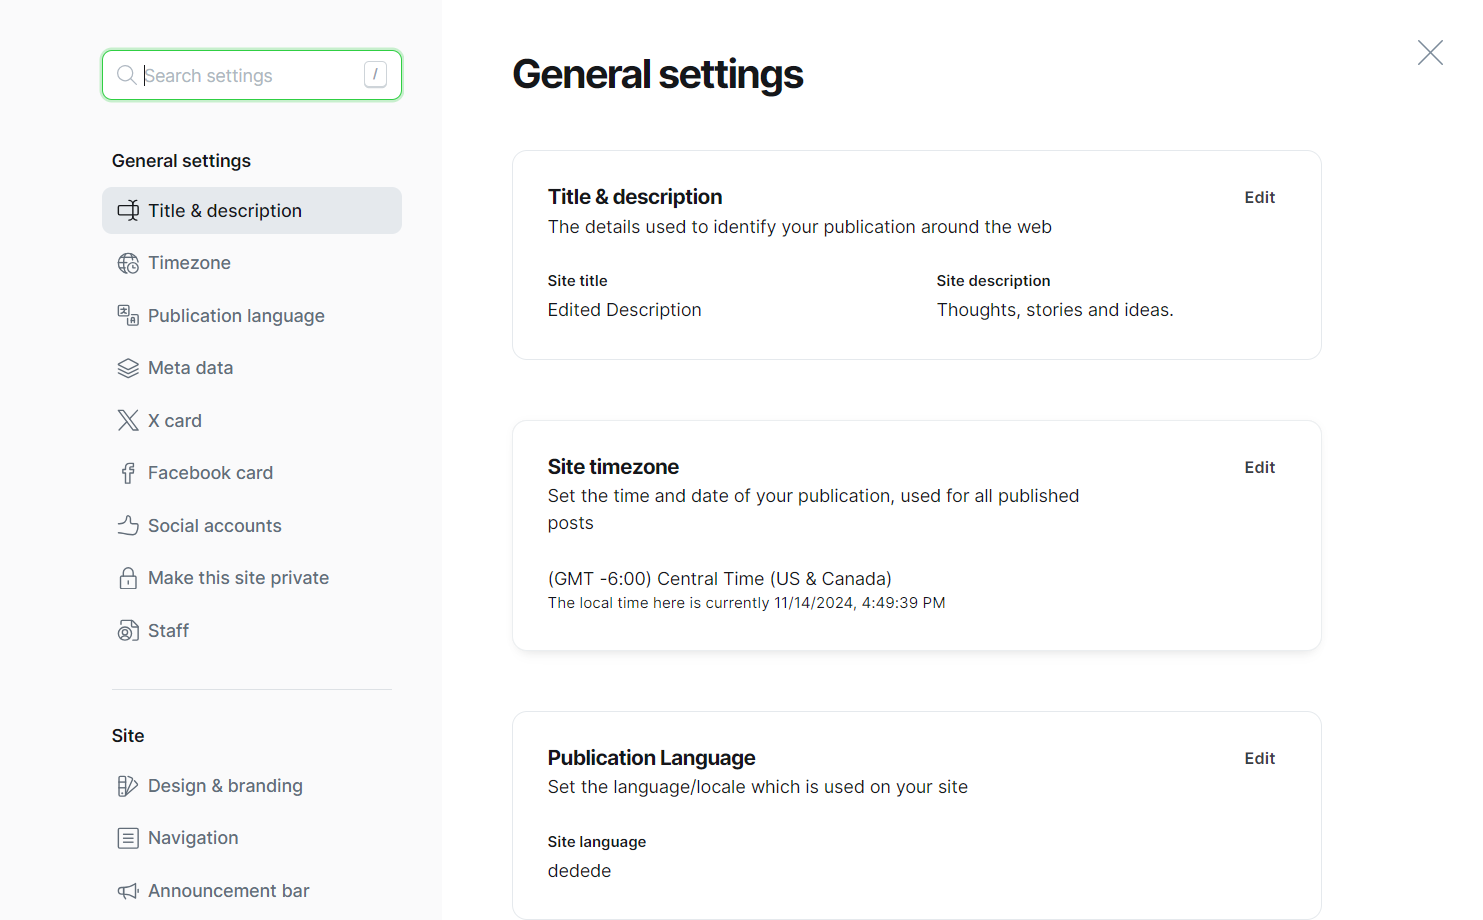 Search settings
/
General settings
Title & description
Timezone
Publication language
Meta data
X card
Facebook card
Social accounts
Make this site private
Staff
Site
Design & branding
Navigation
Announcement bar
General settings
Title & description
Edit
The details used to identify your publication around the web
Site title
Edited Description
Site description
Thoughts, stories and ideas.
Site timezone
Edit
Set the time and date of your publication, used for all published
posts
(GMT -6:00) Central Time (US & Canada)
The local time here is currently 11/14/2024, 4:49:39 PM
Publication Language
Edit
Set the language/locale which is used on your site
Site language
dedede